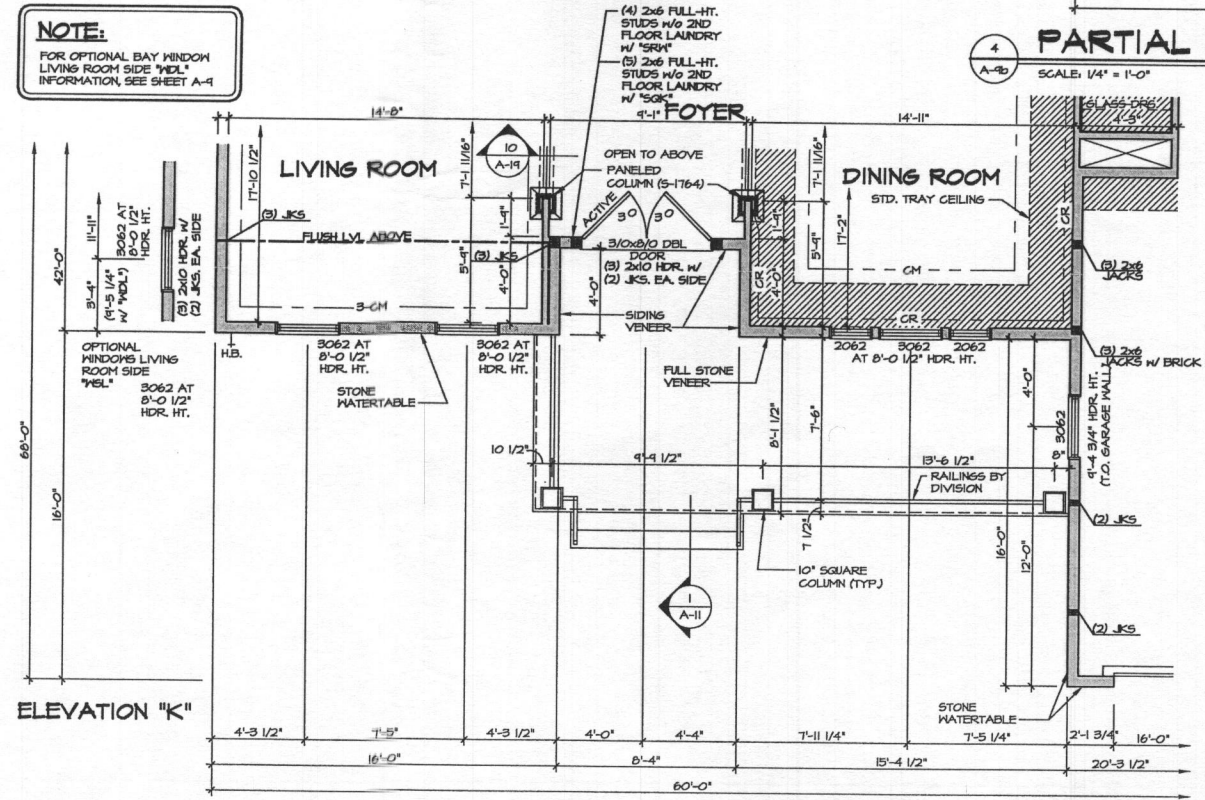 NOTE:
FOR OPTIONAL BAY WINDOW
LIVING ROOM SIDE "WDL"
INFORMATION, SEE SHEET A-9
(4) 2x6 FULL-HT.
STUDS W/o 2ND
FLOOR LAUNDRY
W/ "SRW"
(5) 2x6 FULL-HT.
STUDS W/o 2ND
FLOOR LAUNDRY
W/ "SGK"
4
A-9b
PARTIAL
SCALE: 1/4" = 1'-0"
14'-8"
9'-1"
FOYER
14'-11"
GLASS DRS
4'-3"
17'-10 1/2"
LIVING ROOM
7'-1 11/16"
10
A-19
OPEN TO ABOVE
PANELED
COLUMN (S-1764)
7'-1 11/16"
DINING ROOM
STD. TRAY CEILING
CR
42'-0"
11'-11"
3062 AT
8'-0 1/2"
HDR. HT.
(3) 2x10 HDR. W/
(2) JKS. EA. SIDE
3'-4"
(9'-5 1/4"
W/ "WDL")
(3) JKS
FLUSH LVL ABOVE
1'-9"
5'-9"
(3) JKS
4'-0"
ACTIVE
3⁰
3⁰
3/0x8/0 DBL
DOOR
(3) 2x10 HDR. W/
(2) JKS. EA. SIDE
4'-0"
1'-9"
5'-9"
17'-2"
CR
4'-0"
CM
CR
(3) 2x6
JACKS
3-CM
SIDING
VENEER
H.B.
OPTIONAL
WINDOWS LIVING
ROOM SIDE
"WSL"
3062 AT
8'-0 1/2"
HDR. HT.
3062 AT
8'-0 1/2"
HDR. HT.
3062 AT
8'-0 1/2"
HDR. HT.
STONE
WATERTABLE
FULL STONE
VENEER
2062
3062
2062
AT 8'-0 1/2" HDR. HT.
(3) 2x6
JACKS W/ BRICK
4'-0"
3062
9'-4 3/4" HDR. HT.
(T.O. GARAGE WALL)
8"
68'-0"
16'-0"
10 1/2"
9'-9 1/2"
8'-1 1/2"
7'-6"
13'-6 1/2"
RAILINGS BY
DIVISION
(2) JKS
7 1/2"
16'-0"
12'-0"
10" SQUARE
COLUMN (TYP.)
1
A-11
(2) JKS
STONE
WATERTABLE
ELEVATION "K"
4'-3 1/2"
7'-5"
4'-3 1/2"
4'-0"
4'-4"
7'-11 1/4"
7'-5 1/4"
2'-1 3/4"
16'-0"
16'-0"
8'-4"
15'-4 1/2"
20'-3 1/2"
60'-0"